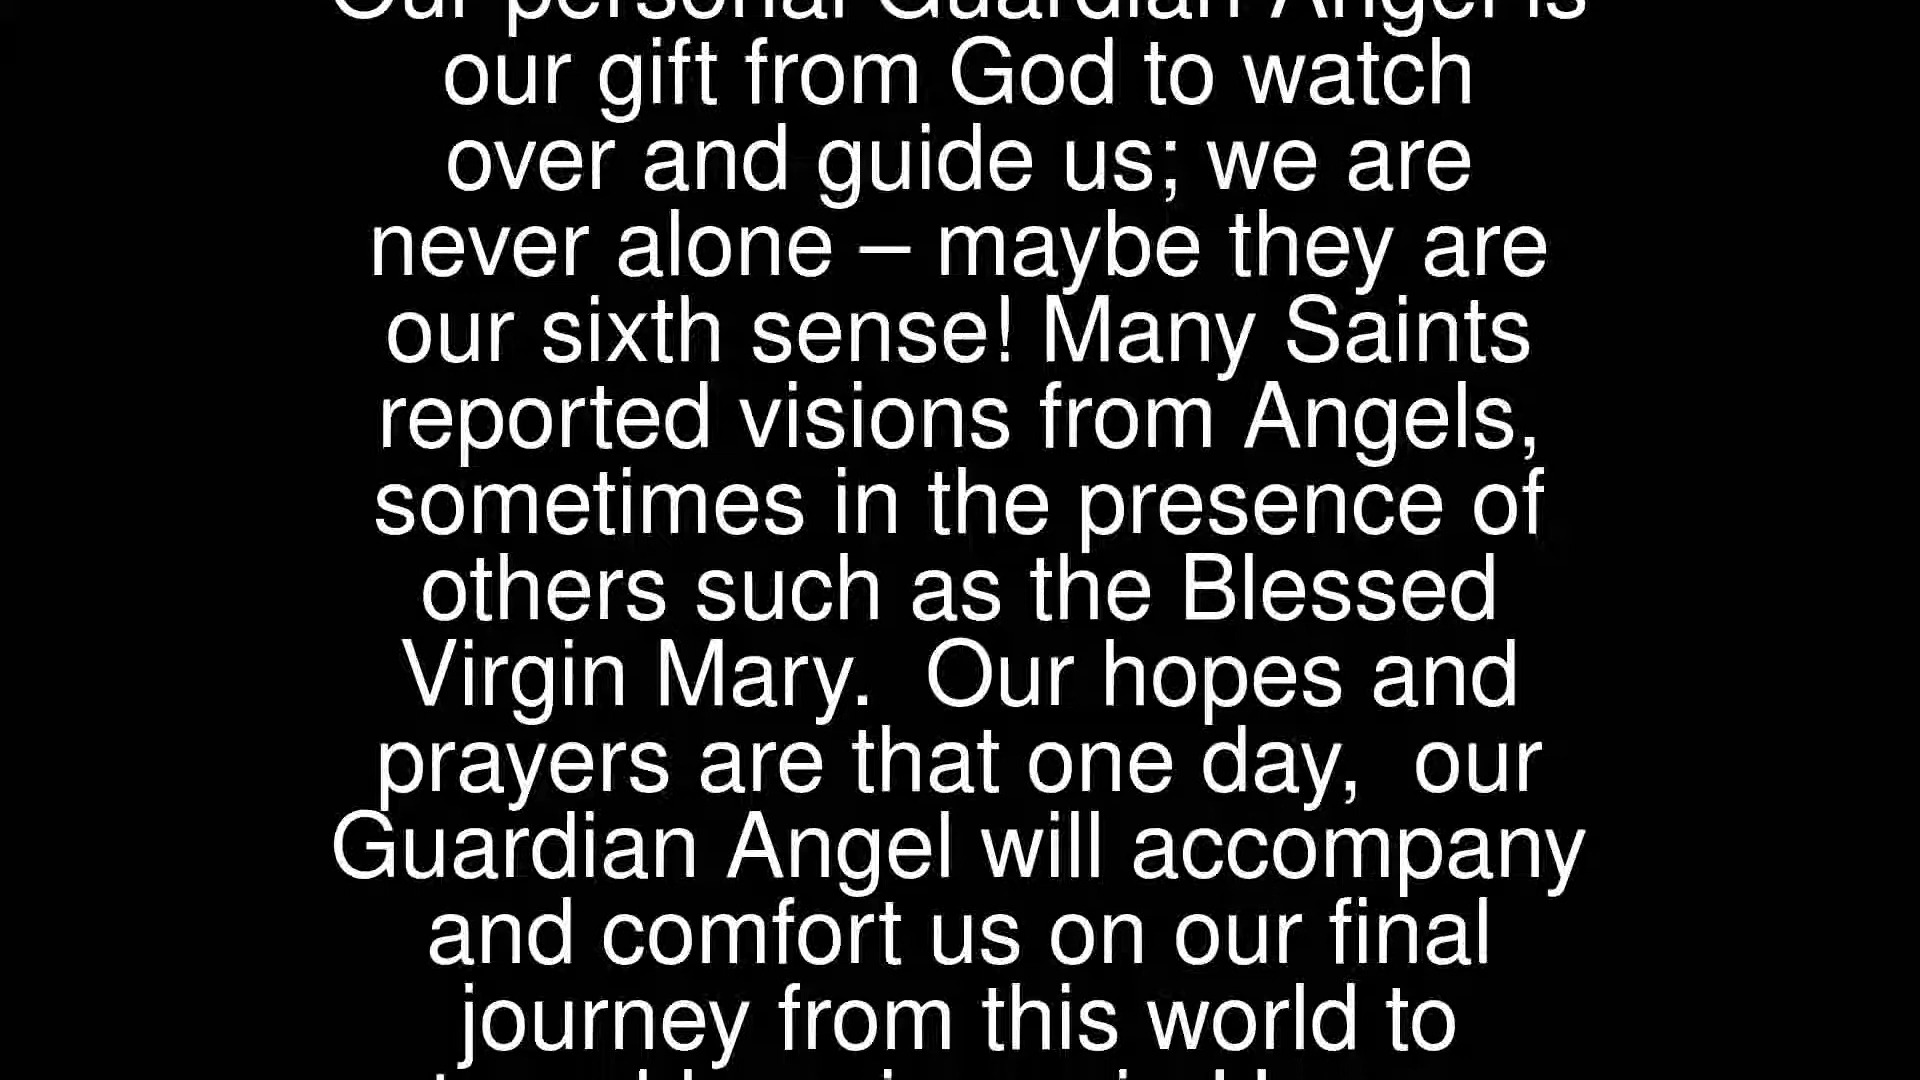 Our personal Guardian Angel is
our gift from God to watch
over and guide us; we are
never alone – maybe they are
our sixth sense! Many Saints
reported visions from Angels,
sometimes in the presence of
others such as the Blessed
Virgin Mary.  Our hopes and
prayers are that one day,  our
Guardian Angel will accompany
and comfort us on our final
journey from this world to